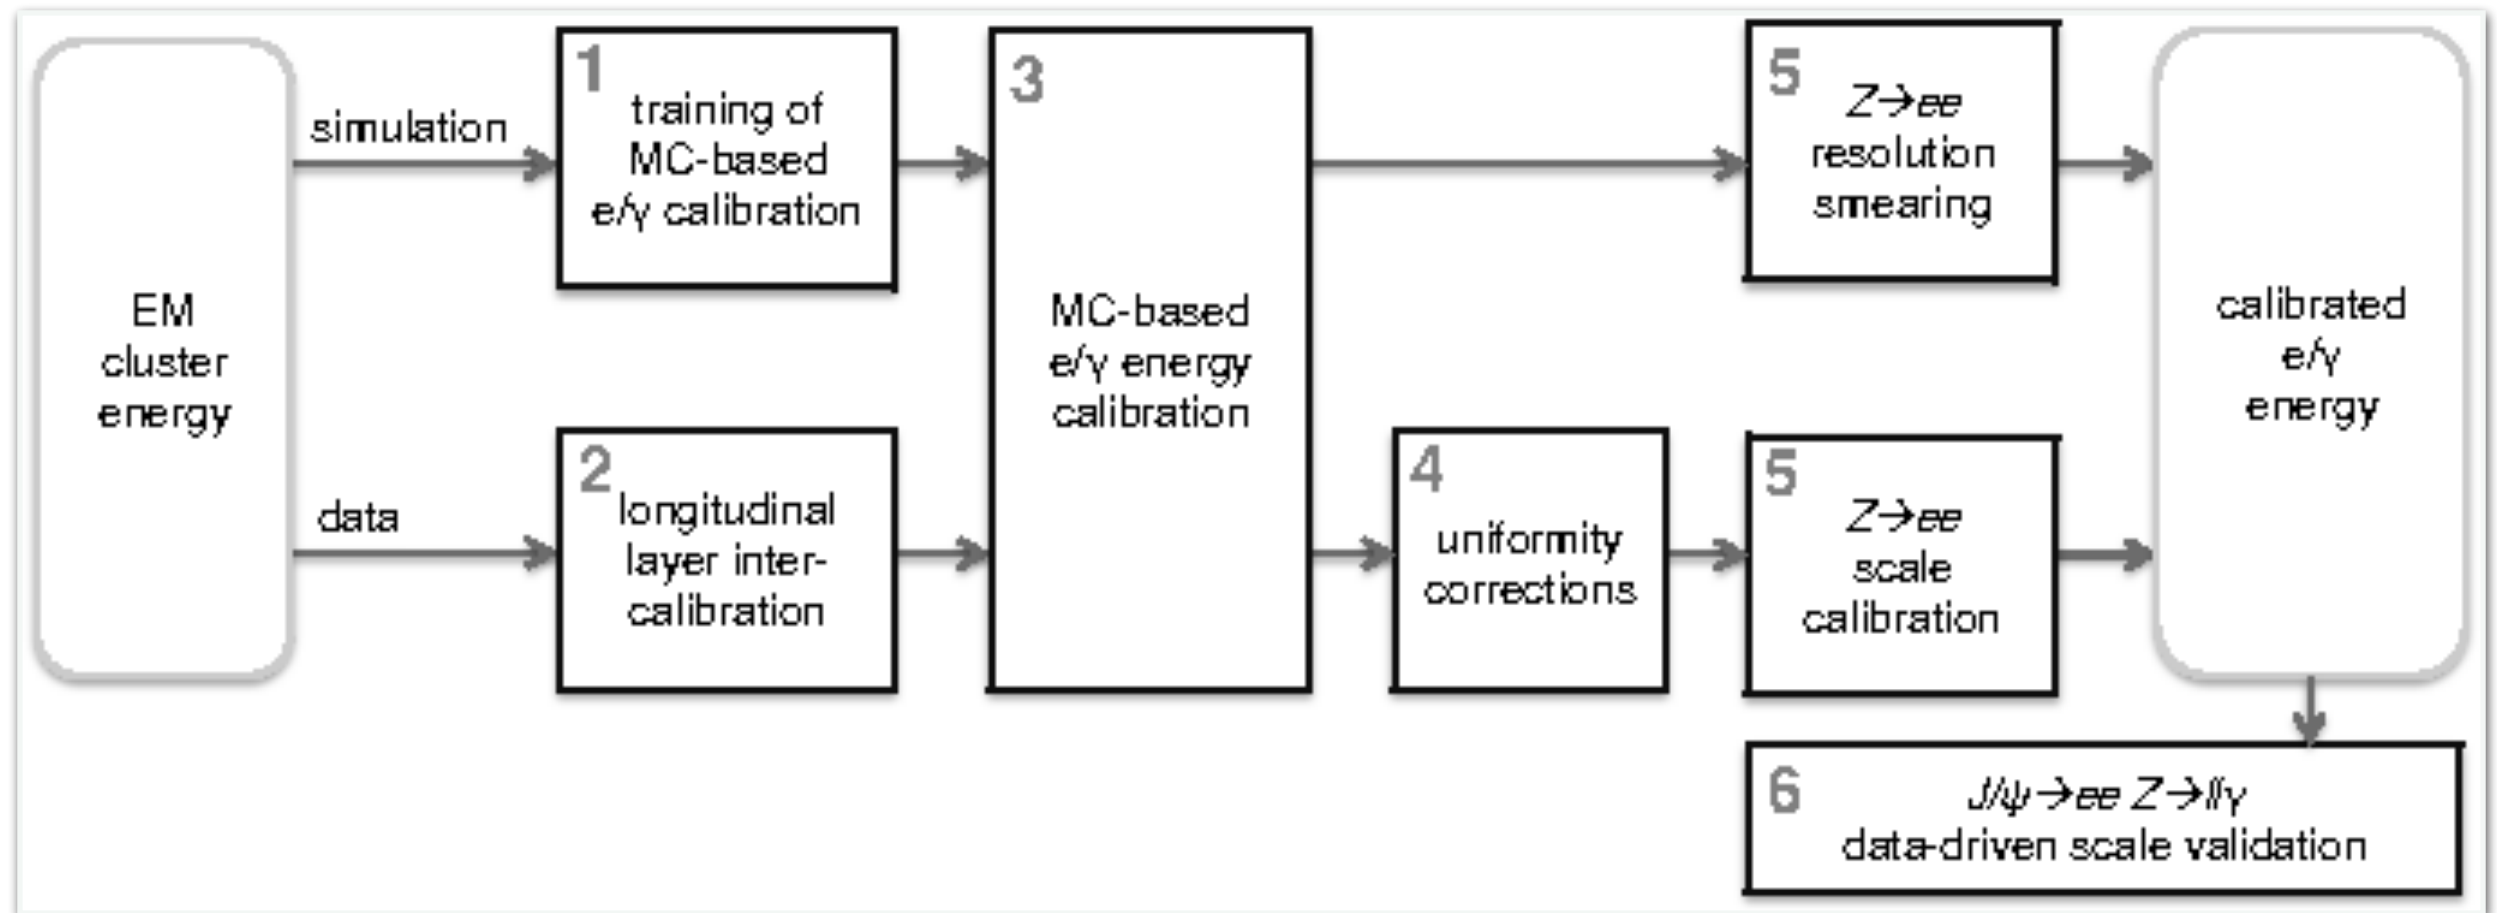 EM
cluster
energy
simulation
data
1
training of
MC-based
e/γ calibration
2
longitudinal
layer inter-
calibration
3
MC-based
e/γ energy
calibration
4
uniformity
corrections
5
Z→ee
resolution
smearing
5
Z→ee
scale
calibration
calibrated
e/γ
energy
6
J/ψ→ee Z→llγ
data-driven scale validation